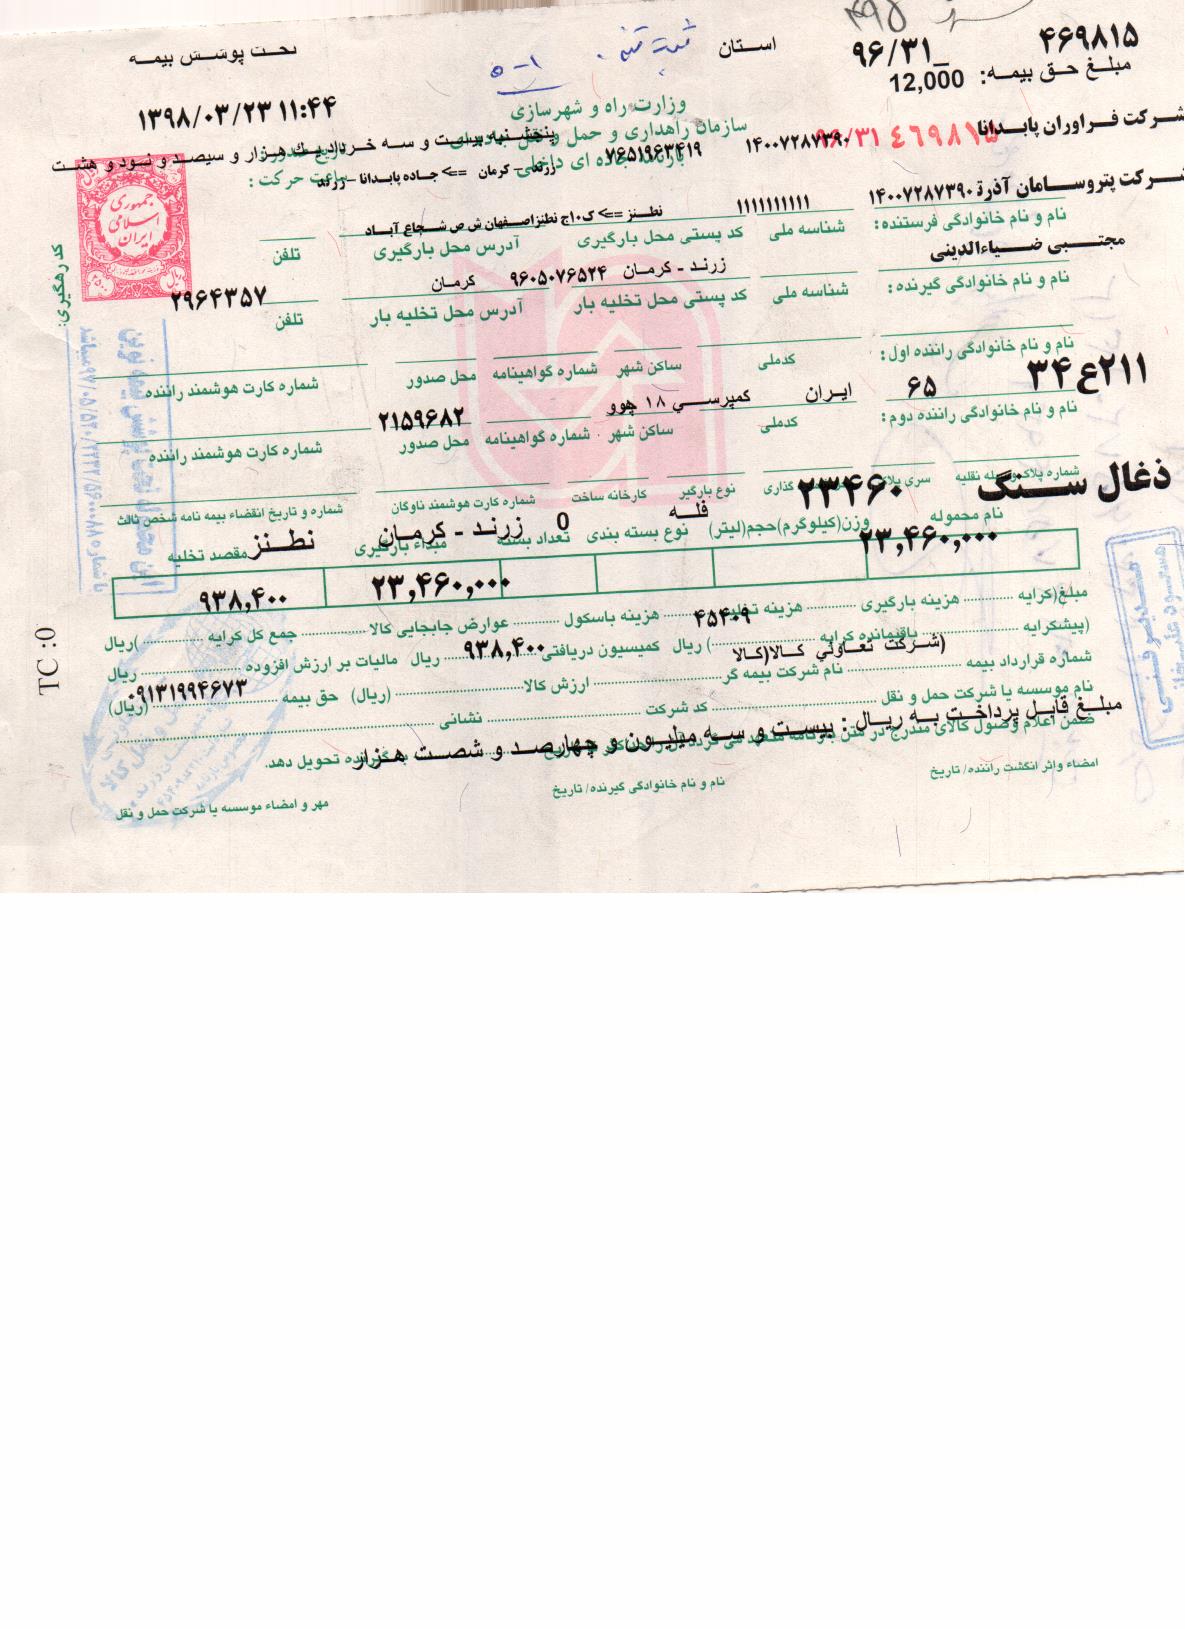 ۴۶۹۸۱۵
۹۶/۳۱
استان
تحت پوشش بیمه
مبلغ حق بیمه: 12,000
۱-۵
وزارت راه و شهرسازی
۱۳۹۸/۰۳/۲۳ ۱۱:۴۴
سازمان راهداری و حمل و نقل جاده ای
بارنامه جاده ای داخلی
شرکت فراوران پابدانا
۹۶/۳۱ ٤٦٩٨١٥
۱۴۰۰۷۲۸۷۳۹۰
۷۶۵۱۹۶۳۴۱۹
پنجشنبه بیست و سه خرداد یک هزار و سیصد و نود و هشت
زرند - کرمان ==> جاده پابدانا - زرند
ساعت حرکت :
جمهوری اسلامی ایران
شرکت پتروسامان آذرت
۱۴۰۰۷۲۸۷۳۹۰
۱۱۱۱۱۱۱۱۱۱
نطنز ==> ک۱۰ج نطنزاصفهان ش ص شجاع آباد
نام و نام خانوادگی فرستنده :
شناسه ملی
کد پستی محل بارگیری
آدرس محل بارگیری
تلفن
کد رهگیری:
مجتبی ضیاءالدینی
زرند - کرمان
۹۶۰۵۰۷۶۵۲۴
کرمان
۲۹۶۴۳۵۷
نام و نام خانوادگی گیرنده :
شناسه ملی
کد پستی محل تخلیه بار
آدرس محل تخلیه بار
تلفن
نام و نام خانوادگی راننده اول :
کدملی
ساکن شهر
شماره گواهینامه
محل صدور
شماره کارت هوشمند راننده
۲۱۱ع۳۴
۶۵
ایران
کمپرسي ۱۸ چوو
۲۱۵۹۶۸۲
نام و نام خانوادگی راننده دوم :
کدملی
ساکن شهر
شماره گواهینامه
محل صدور
شماره کارت هوشمند راننده
ذغال سنگ
۲۳۴۶۰
شماره پلاک وسیله نقلیه
سری پلاک
گذاری
نوع بارگیر
کارخانه ساخت
شماره کارت هوشمند ناوگان
شماره و تاریخ انقضاء بیمه نامه شخص ثالث
فله
0
زرند - کرمان
نطنز
نام محموله
وزن(کیلوگرم)حجم(لیتر)
نوع بسته بندی
تعداد بسته
مبداء بارگیری
مقصد تخلیه
۲۳,۴۶۰,۰۰۰
۲۳,۴۶۰,۰۰۰
۹۳۸,۴۰۰
مبلغ(کرایه
هزینه بارگیری
هزینه تخلیه
هزینه باسکول
عوارض جابجایی کالا
جمع کل کرایه
)ریال
۴۵۴۰۹
(پیشکرایه
باقیمانده کرایه
) ریال
کمیسیون دریافتی
۹۳۸,۴۰۰
ریال
مالیات بر ارزش افزوده
ریال
(شرکت تعاوني کالا(کالا
شماره قرارداد بیمه
نام شرکت بیمه گر
ارزش کالا
(ریال)
حق بیمه
(ریال)
۰۹۱۳۱۹۹۴۶۷۳
نام موسسه یا شرکت حمل و نقل
کد شرکت
نشانی
مبلغ قابل پرداخت به ریال : بیست و سه میلیون و چهارصد و شصت هزار
ضمن اعلام وصول کالای مندرج در متن بارنامه
گیرنده تحویل دهد.
امضاء واثر انگشت راننده/ تاریخ
نام و نام خانوادگی گیرنده/ تاریخ
مهر و امضاء موسسه یا شرکت حمل و نقل
TC :0